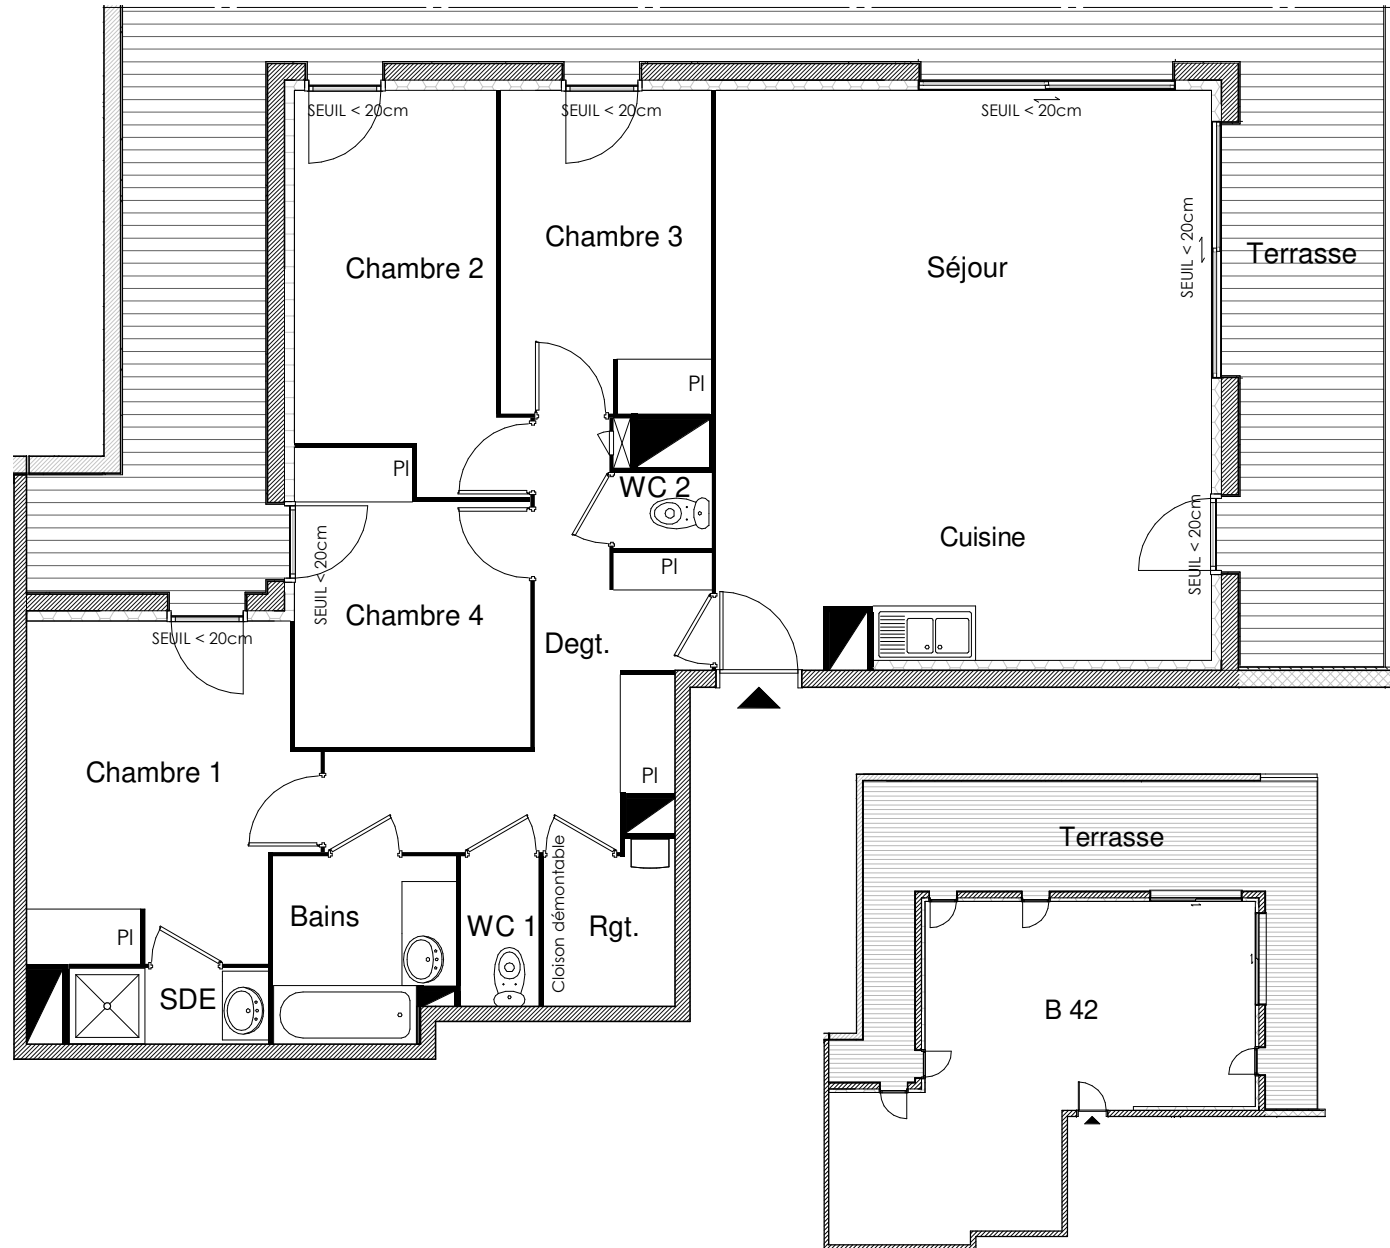 SEUIL < 20cm
SEUIL < 20cm
SEUIL < 20cm
Chambre 2
Chambre 3
Séjour
SEUIL < 20cm
Terrasse
Pl
Pl
WC 2
Cuisine
SEUIL < 20cm
SEUIL < 20cm
Pl
Chambre 4
SEUIL < 20cm
Degt.
Chambre 1
Pl
Terrasse
Cloison démontable
Bains
WC 1
Rgt.
Pl
SDE
B 42